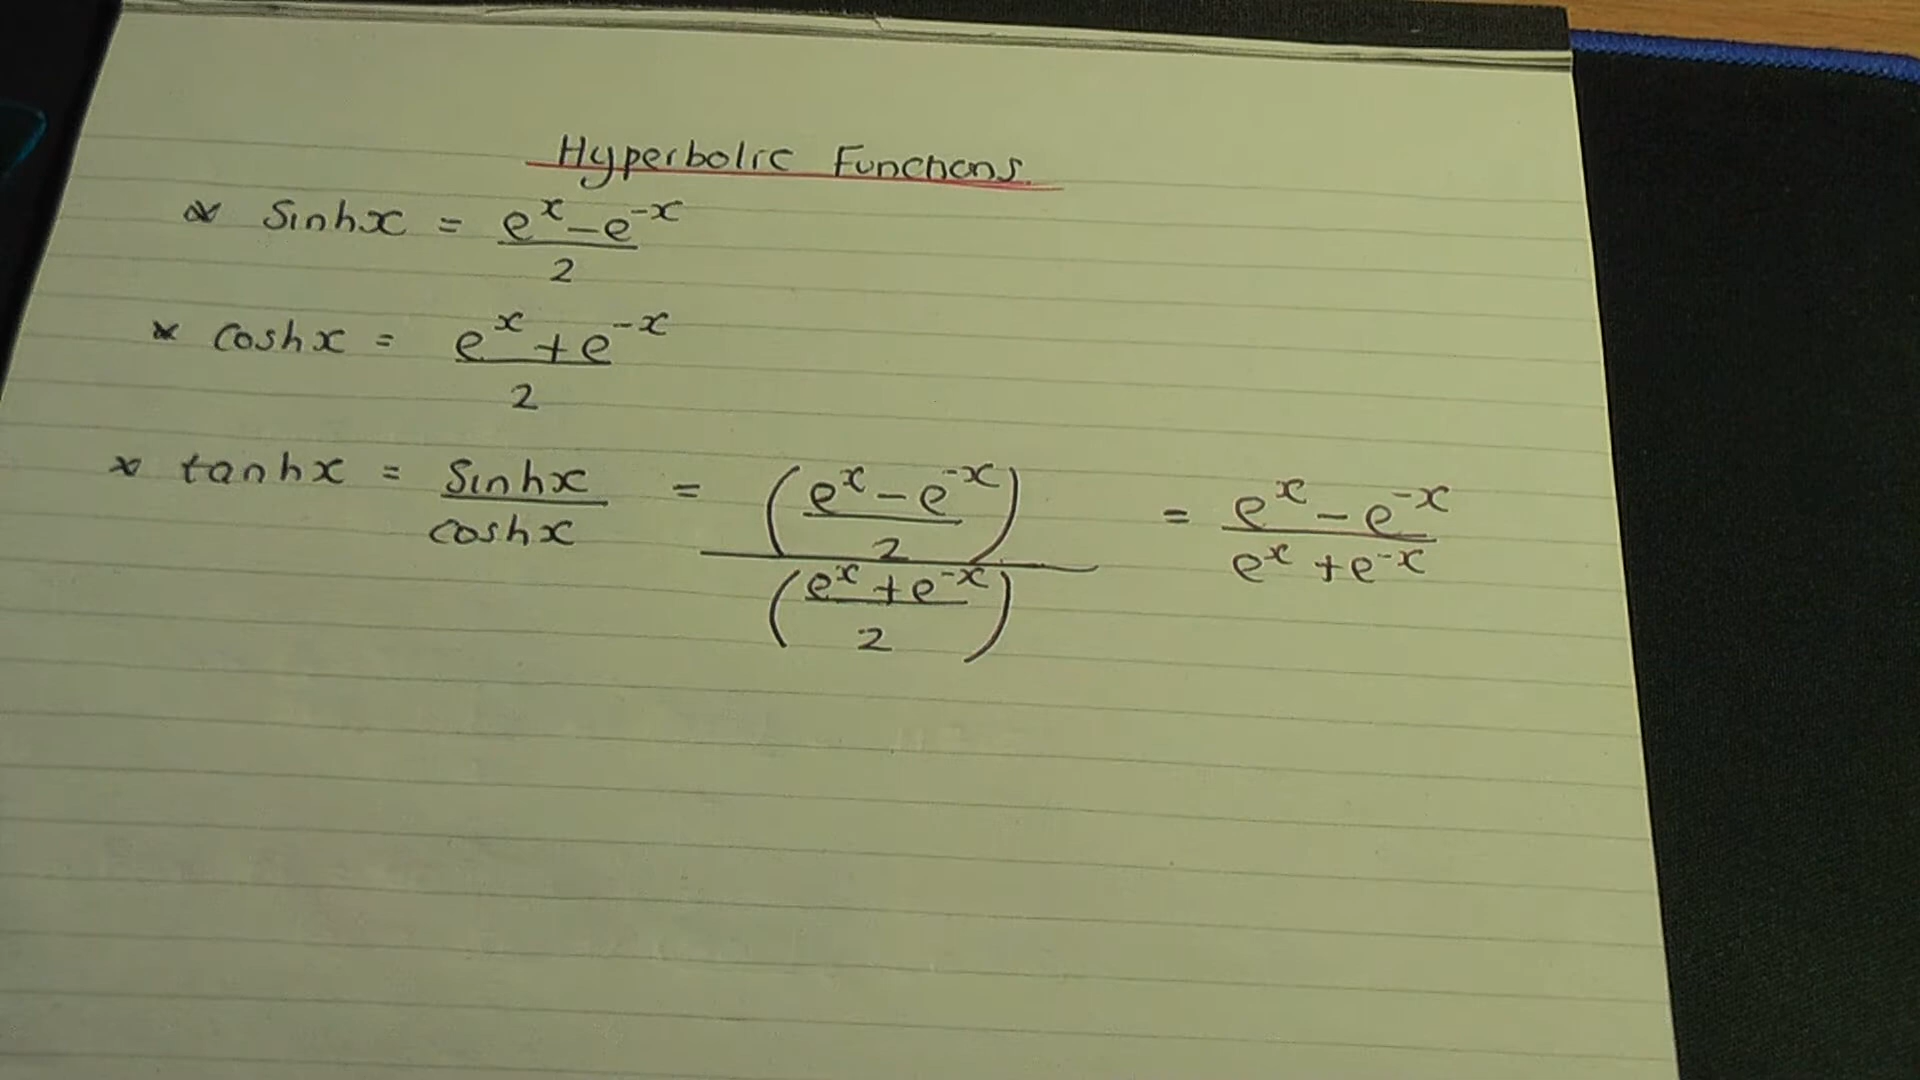 Hyperbolic Functions.
* Sinhx = (e^x - e^-x)/2
* coshx = (e^x + e^-x)/2
* tanhx = Sinhx/coshx = ((e^x - e^-x)/2)/((e^x + e^-x)/2) = (e^x - e^-x)/(e^x + e^-x)